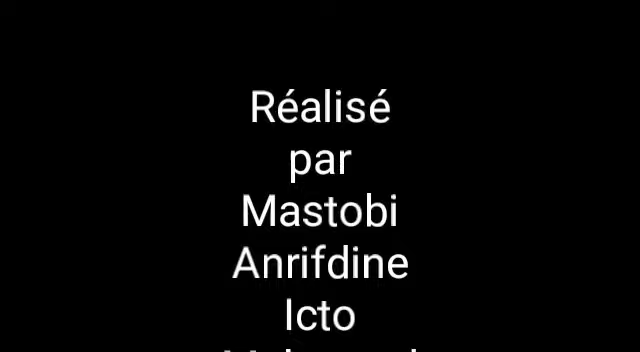 Réalisé
par
Mastobi
Anrifdine
Icto